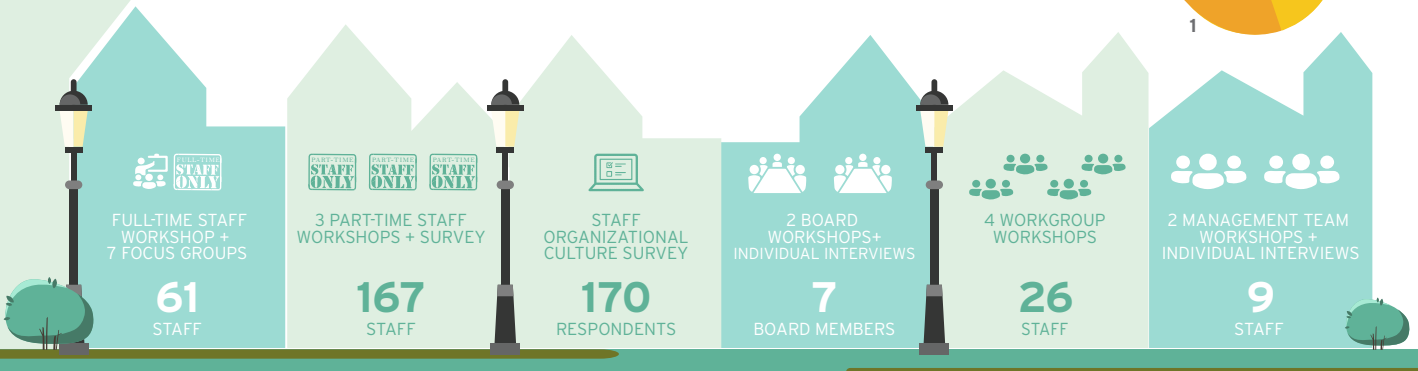 1
FULL-TIME
STAFF
ONLY
FULL-TIME STAFF
WORKSHOP +
7 FOCUS GROUPS
61
STAFF
PART-TIME
STAFF
ONLY
PART-TIME
STAFF
ONLY
PART-TIME
STAFF
ONLY
3 PART-TIME STAFF
WORKSHOPS + SURVEY
167
STAFF
STAFF
ORGANIZATIONAL
CULTURE SURVEY
170
RESPONDENTS
2 BOARD
WORKSHOPS+
INDIVIDUAL INTERVIEWS
7
BOARD MEMBERS
4 WORKGROUP
WORKSHOPS
26
STAFF
2 MANAGEMENT TEAM
WORKSHOPS +
INDIVIDUAL INTERVIEWS
9
STAFF